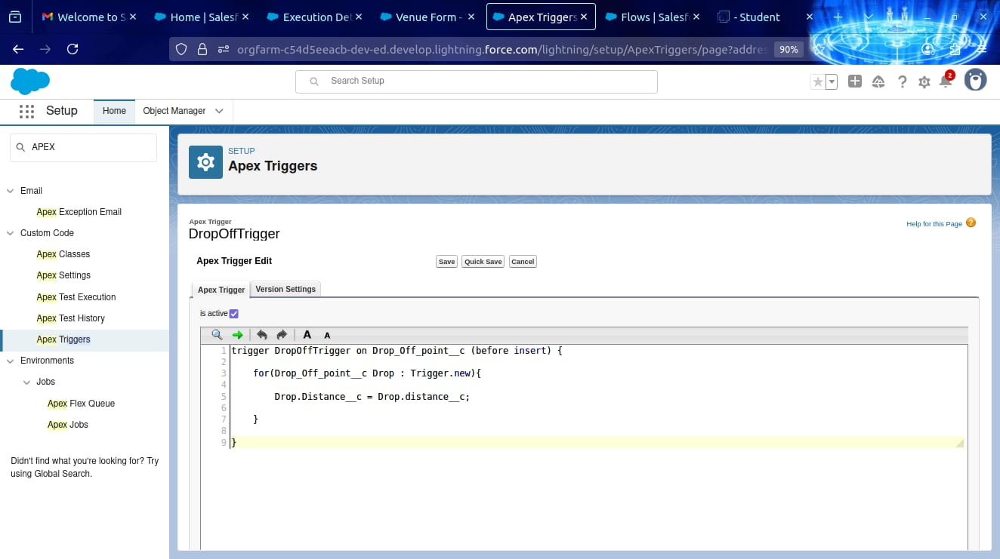 Welcome to S
Home | Salesf
Execution Det
Venue Form -
Apex Triggers
Flows | Salesf
- Student
orgfarm-c54d5eeacb-dev-ed.develop.lightning.force.com/lightning/setup/ApexTriggers/page?addres
90%
Search Setup
2
Setup
Home
Object Manager
APEX
Email
Apex Exception Email
Custom Code
Apex Classes
Apex Settings
Apex Test Execution
Apex Test History
Apex Triggers
Environments
Jobs
Apex Flex Queue
Apex Jobs
Didn't find what you're looking for? Try
using Global Search.
SETUP
Apex Triggers
Apex Trigger
DropOffTrigger
Help for this Page ?
Apex Trigger Edit
Save
Quick Save
Cancel
Apex Trigger
Version Settings
is active
A
A
1 trigger DropOffTrigger on Drop_Off_point__c (before insert) {
2
3 for(Drop_Off_point__c Drop : Trigger.new){
4
5 Drop.Distance__c = Drop.distance__c;
6
7 }
8
9 }